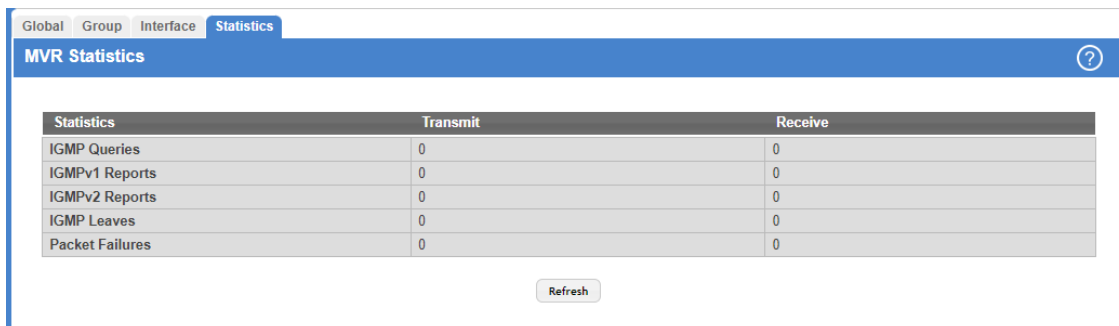 Global Group Interface Statistics
MVR Statistics ?
Statistics Transmit Receive
IGMP Queries 0 0
IGMPv1 Reports 0 0
IGMPv2 Reports 0 0
IGMP Leaves 0 0
Packet Failures 0 0
Refresh